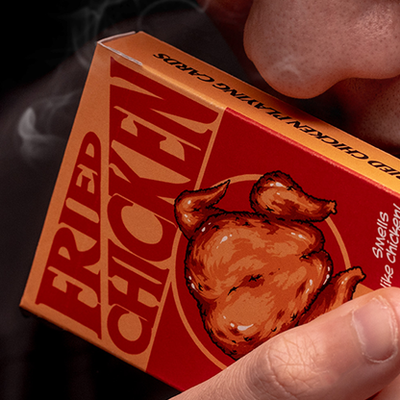 FRIED
CHICKEN
FRIED CHICKEN PLAYING CARDS
Smells
like chicken!